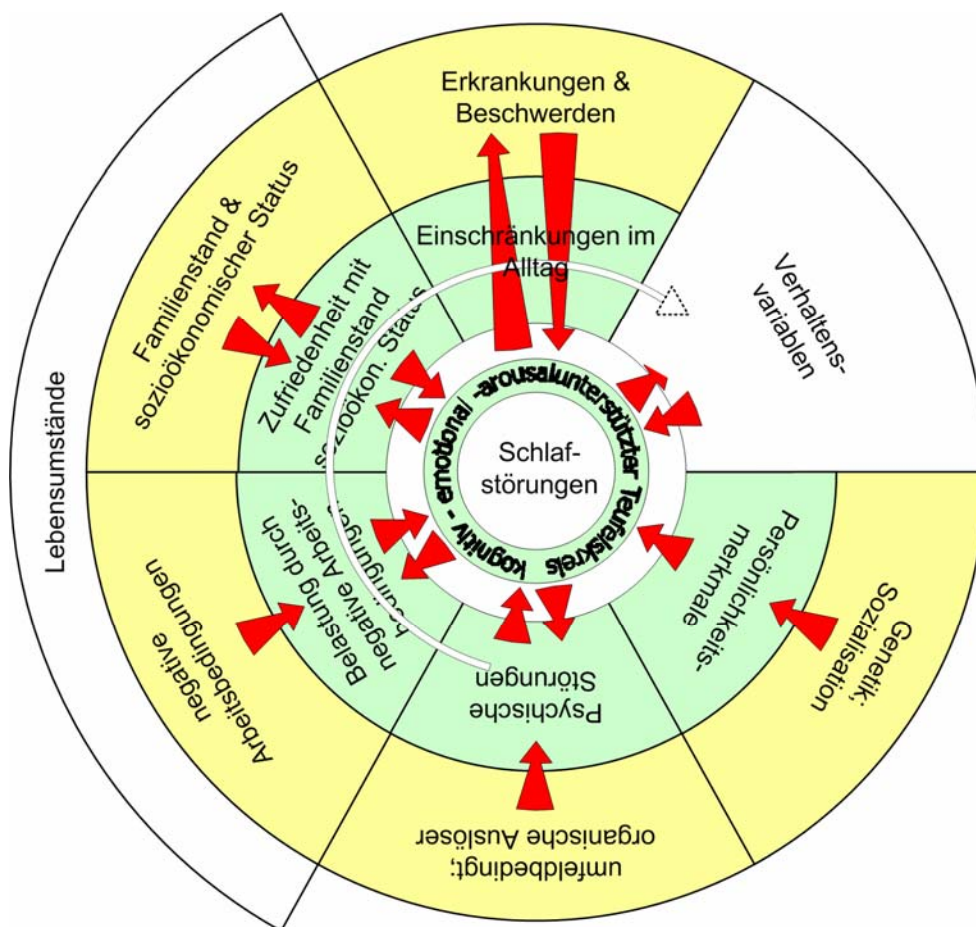 Erkrankungen &
Beschwerden
Einschränkungen im
Alltag
Verhaltens-
variablen
Genetik;
Sozialisation
Persönlichkeits-
merkmale
umfeldbedingt;
organische Auslöser
Psychische
Störungen
negative
Arbeitsbedingungen
Belastung durch
negative Arbeits-
bedingungen
Familienstand &
sozioökonomischer Status
Zufriedenheit mit
Familienstand
sozioökon. Status
Lebensumstände
kognitiv - emotional -arousalunterstützter Teufelskreis
Schlaf-
störungen